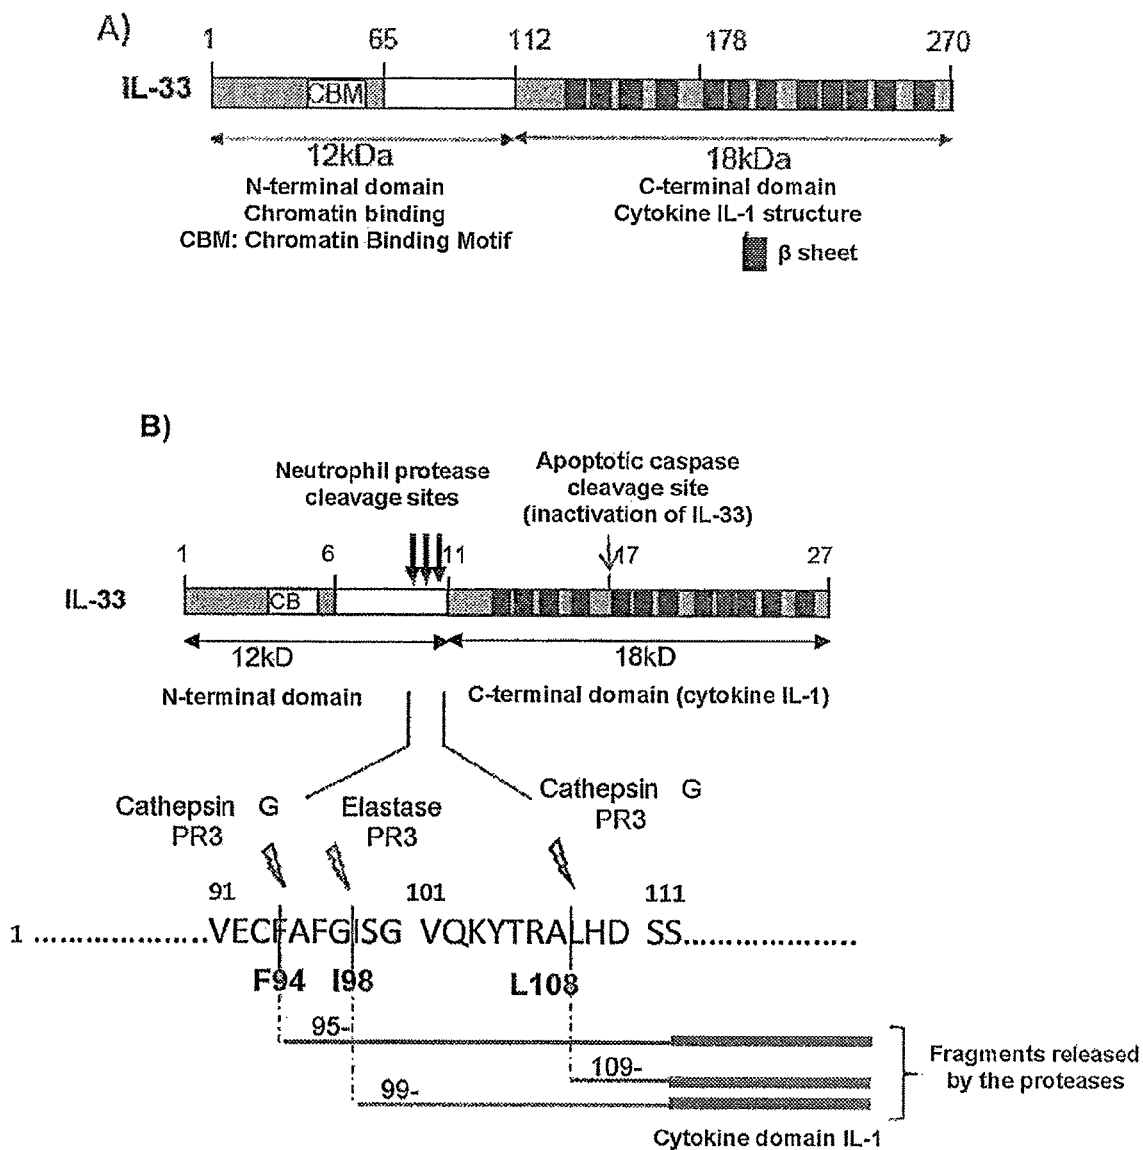 A)
1 65 112 178 270
IL-33 CBM
12kDa 18kDa
N-terminal domain C-terminal domain
Chromatin binding Cytokine IL-1 structure
CBM: Chromatin Binding Motif
β sheet
B)
Neutrophil protease
cleavage sites
Apoptotic caspase
cleavage site
(inactivation of IL-33)
1 6 11 17 27
IL-33 CB
12kD 18kD
N-terminal domain C-terminal domain (cytokine IL-1)
Cathepsin G
PR3
Elastase
PR3
Cathepsin G
PR3
91 101 111
1 ....................VECFAFGISG VQKYTRALHD SS...................
F94 I98 L108
95-
109-
99-
Fragments released
by the proteases
Cytokine domain IL-1